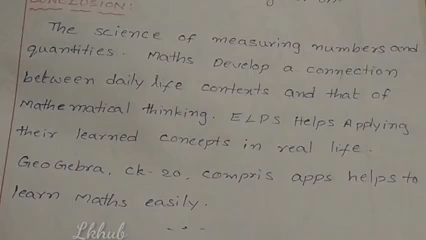 CONCLUSION:
The science of measuring numbers and
quantities. Maths Develop a connection
between daily life contexts and that of
Mathematical thinking. ELPS Helps Applying
their learned concepts in real life.
GeoGebra, ck-20, compris apps helps to
learn Maths easily.
Lkhub